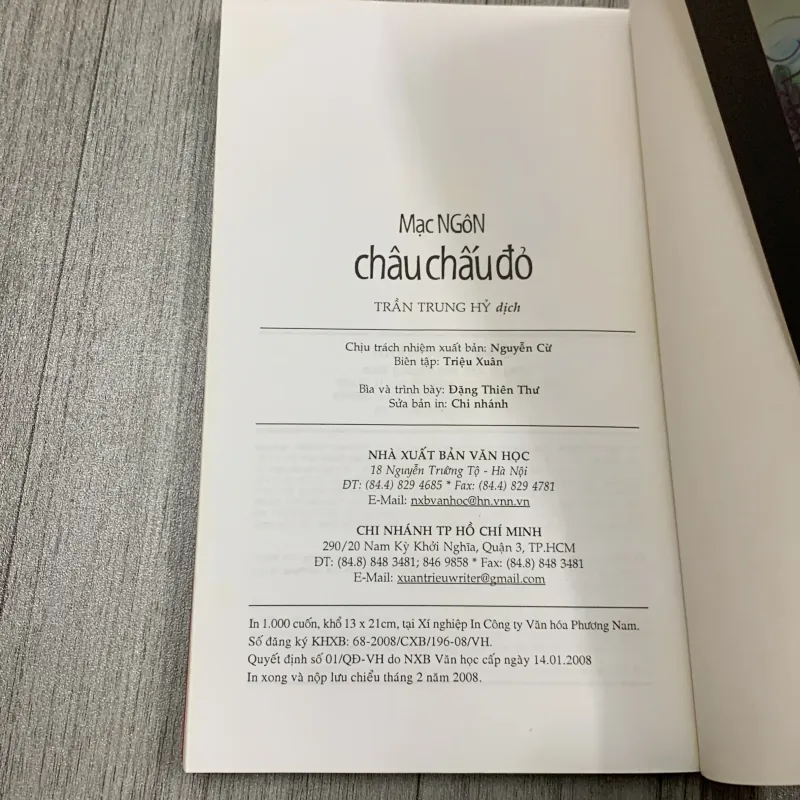 Mạc NGôN
châu chấu đỏ
TRẦN TRUNG HỶ dịch
Chịu trách nhiệm xuất bản: Nguyễn Cừ
Biên tập: Triệu Xuân
Bìa và trình bày: Đặng Thiên Thư
Sửa bản in: Chi nhánh
NHÀ XUẤT BẢN VĂN HỌC
18 Nguyễn Trường Tộ - Hà Nội
ĐT: (84.4) 829 4685 * Fax: (84.4) 829 4781
E-Mail: nxbvanhoc@hn.vnn.vn
CHI NHÁNH TP HỒ CHÍ MINH
290/20 Nam Kỳ Khởi Nghĩa, Quận 3, TP.HCM
ĐT: (84.8) 848 3481; 846 9858 * Fax: (84.8) 848 3481
E-Mail: xuantrieuwriter@gmail.com
In 1.000 cuốn, khổ 13 x 21cm, tại Xí nghiệp In Công ty Văn hóa Phương Nam.
Số đăng ký KHXB: 68-2008/CXB/196-08/VH.
Quyết định số 01/QĐ-VH do NXB Văn học cấp ngày 14.01.2008
In xong và nộp lưu chiểu tháng 2 năm 2008.